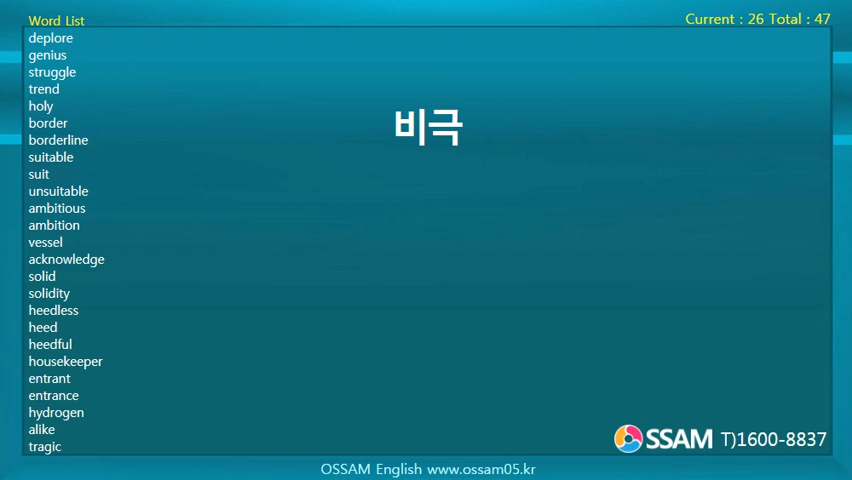 Word List
Current : 26 Total : 47
deplore
genius
struggle
trend
holy
border
borderline
suitable
suit
unsuitable
ambitious
ambition
vessel
acknowledge
solid
solidity
heedless
heed
heedful
housekeeper
entrant
entrance
hydrogen
alike
tragic
비극
SSAM T)1600-8837
OSSAM English www.ossam05.kr